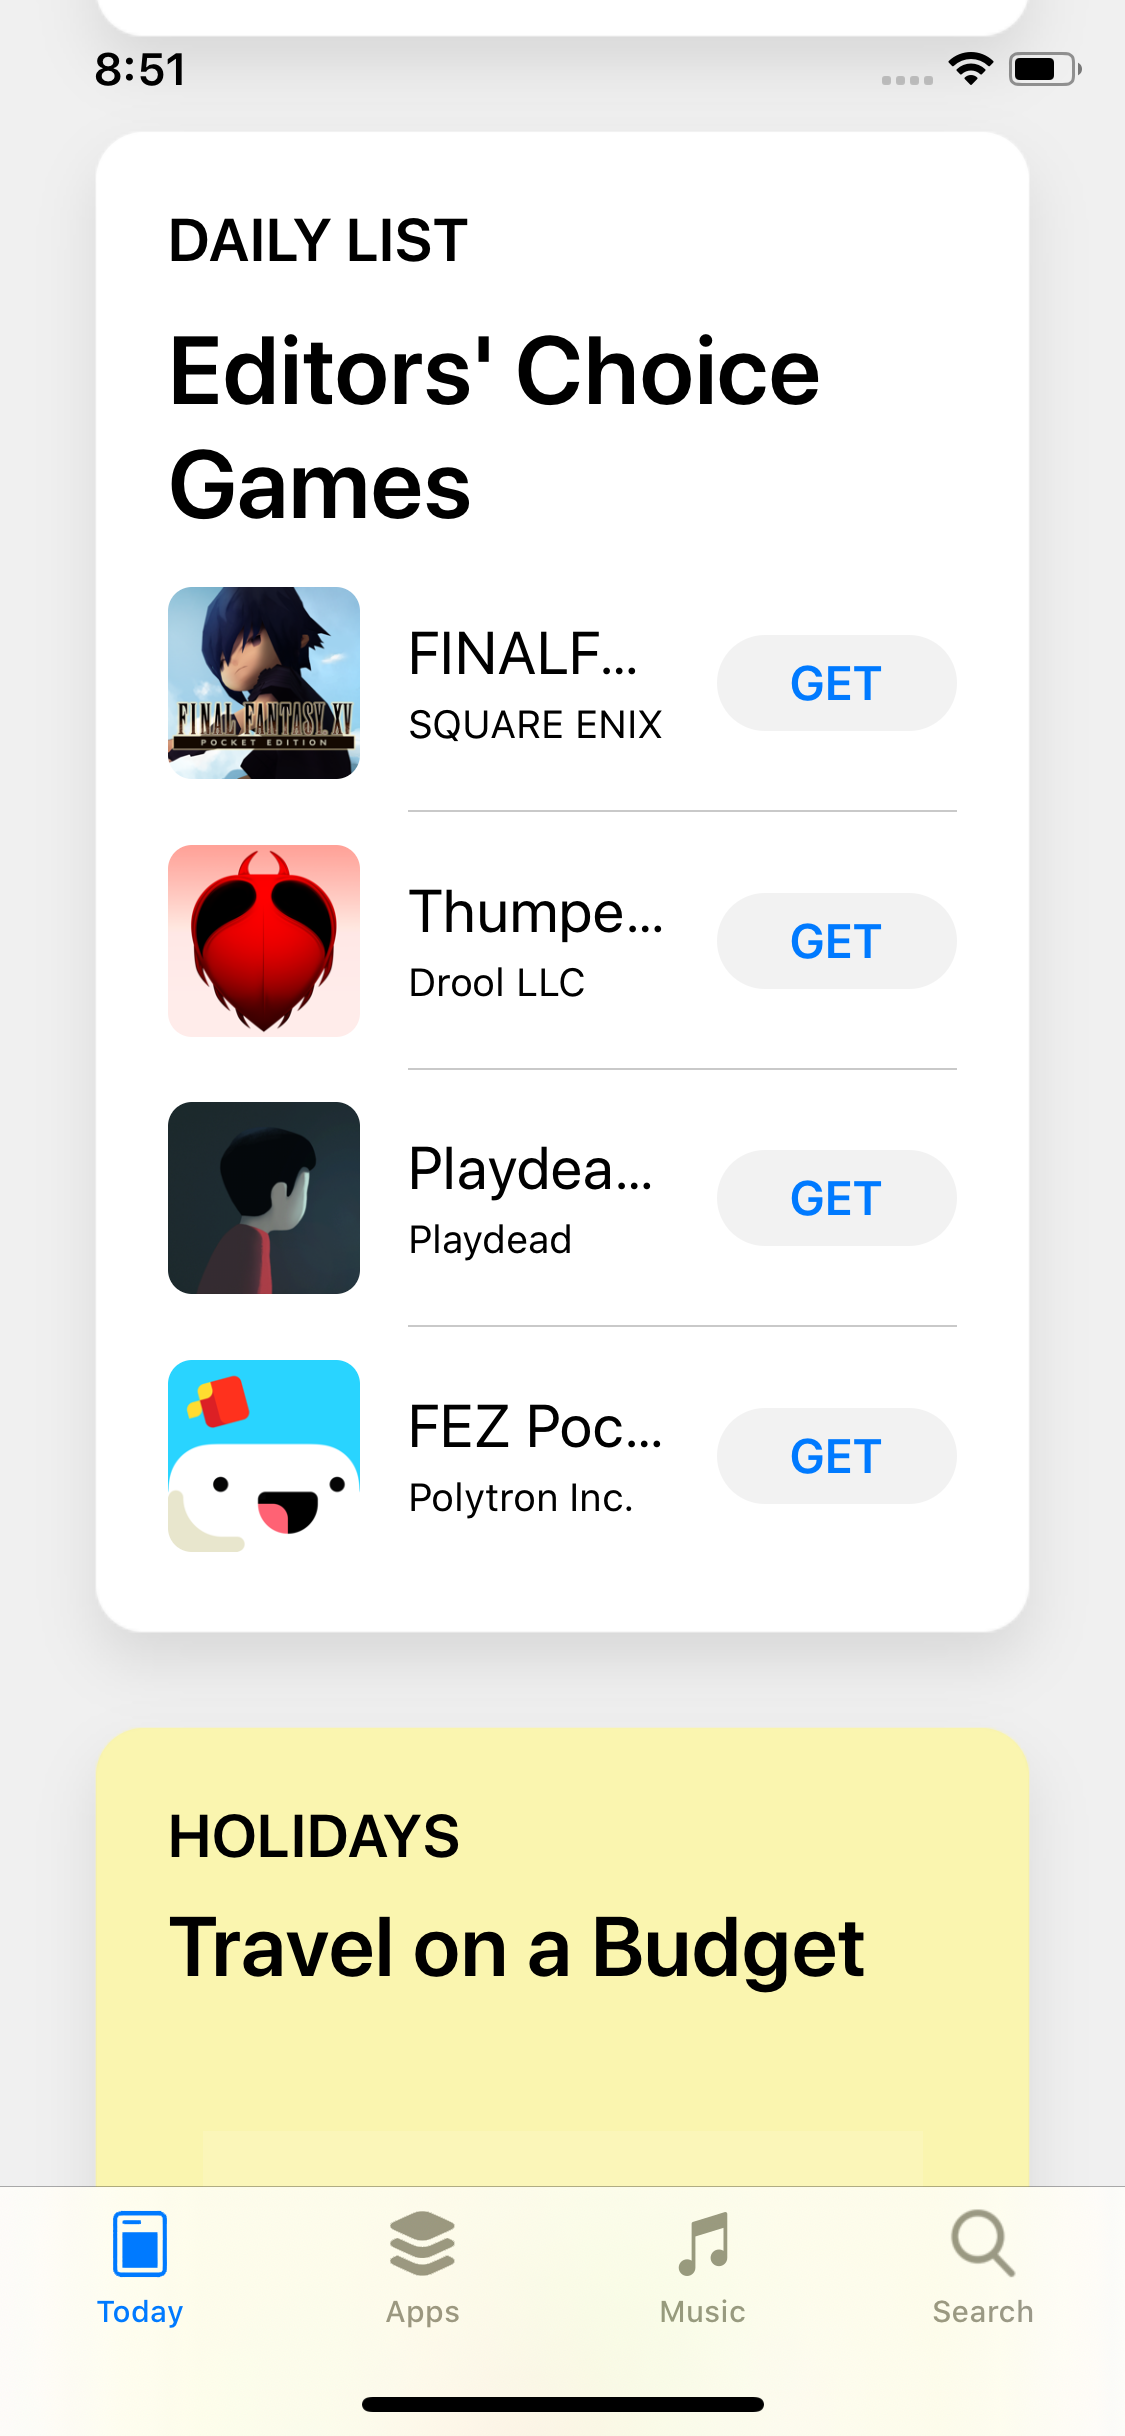 8:51
DAILY LIST
Editors' Choice
Games
FINALF...
SQUARE ENIX
GET
FINAL FANTASY XV
POCKET EDITION
Thumpe...
Drool LLC
GET
Playdea...
Playdead
GET
FEZ Poc...
Polytron Inc.
GET
HOLIDAYS
Travel on a Budget
Today
Apps
Music
Search